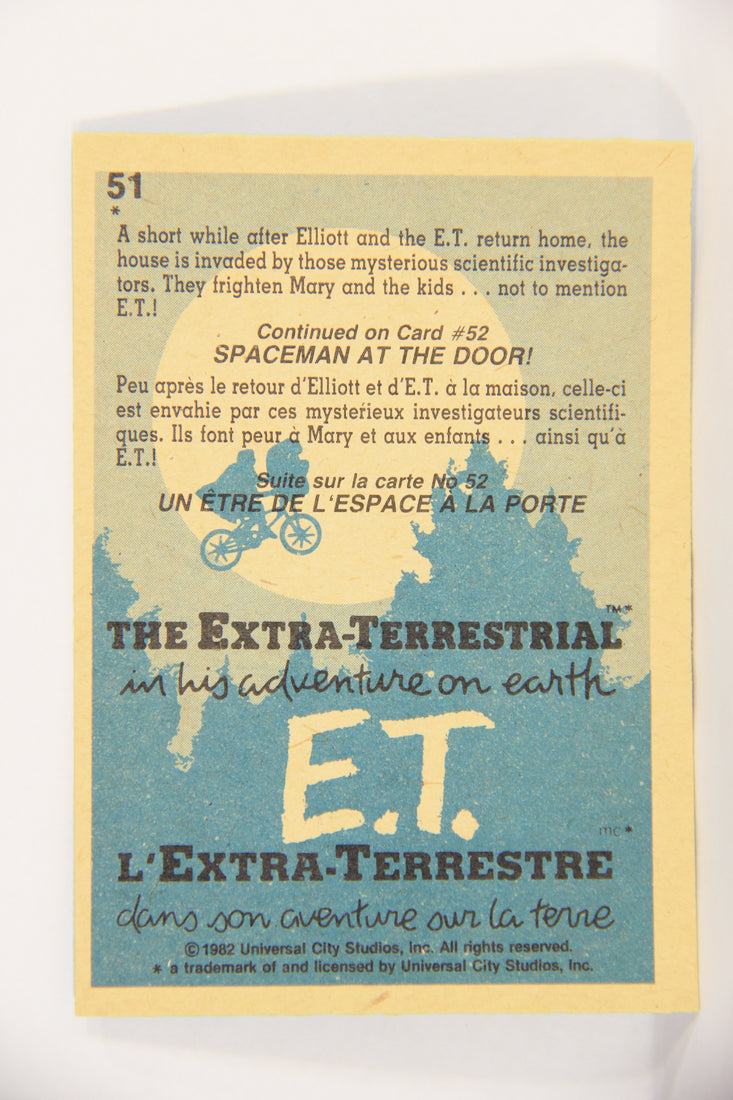 51
*
A short while after Elliott and the E.T. return home, the
house is invaded by those mysterious scientific investiga-
tors. They frighten Mary and the kids . . . not to mention
E.T.!
Continued on Card #52
SPACEMAN AT THE DOOR!
Peu après le retour d'Elliott et d'E.T. à la maison, celle-ci
est envahie par ces mystérieux investigateurs scientifi-
ques. Ils font peur à Mary et aux enfants . . . ainsi qu'à
E.T.!
Suite sur la carte No 52
UN ÊTRE DE L'ESPACE À LA PORTE
THE EXTRA-TERRESTRIAL TM*
in his adventure on earth
E.T.
mc*
L'EXTRA-TERRESTRE
dans son aventure sur la terre
©1982 Universal City Studios, Inc. All rights reserved.
* a trademark of and licensed by Universal City Studios, Inc.